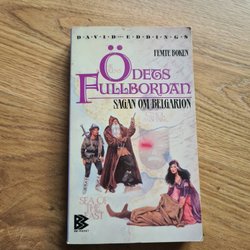 DAVID EDDINGS
FEMTE BOKEN
ÖDETS
FULLBORDAN
SAGAN OM BELGARION
SEA OF
THE
EAST
B